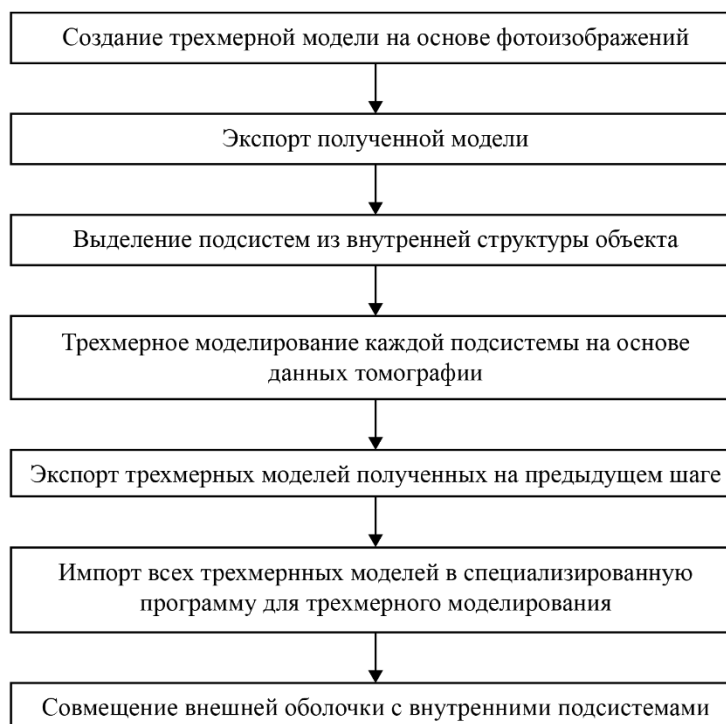 Создание трехмерной модели на основе фотоизображений
Экспорт полученной модели
Выделение подсистем из внутренней структуры объекта
Трехмерное моделирование каждой подсистемы на основе
данных томографии
Экспорт трехмерных моделей полученных на предыдущем шаге
Импорт всех трехмернных моделей в специализированную
программу для трехмерного моделирования
Совмещение внешней оболочки с внутренними подсистемами